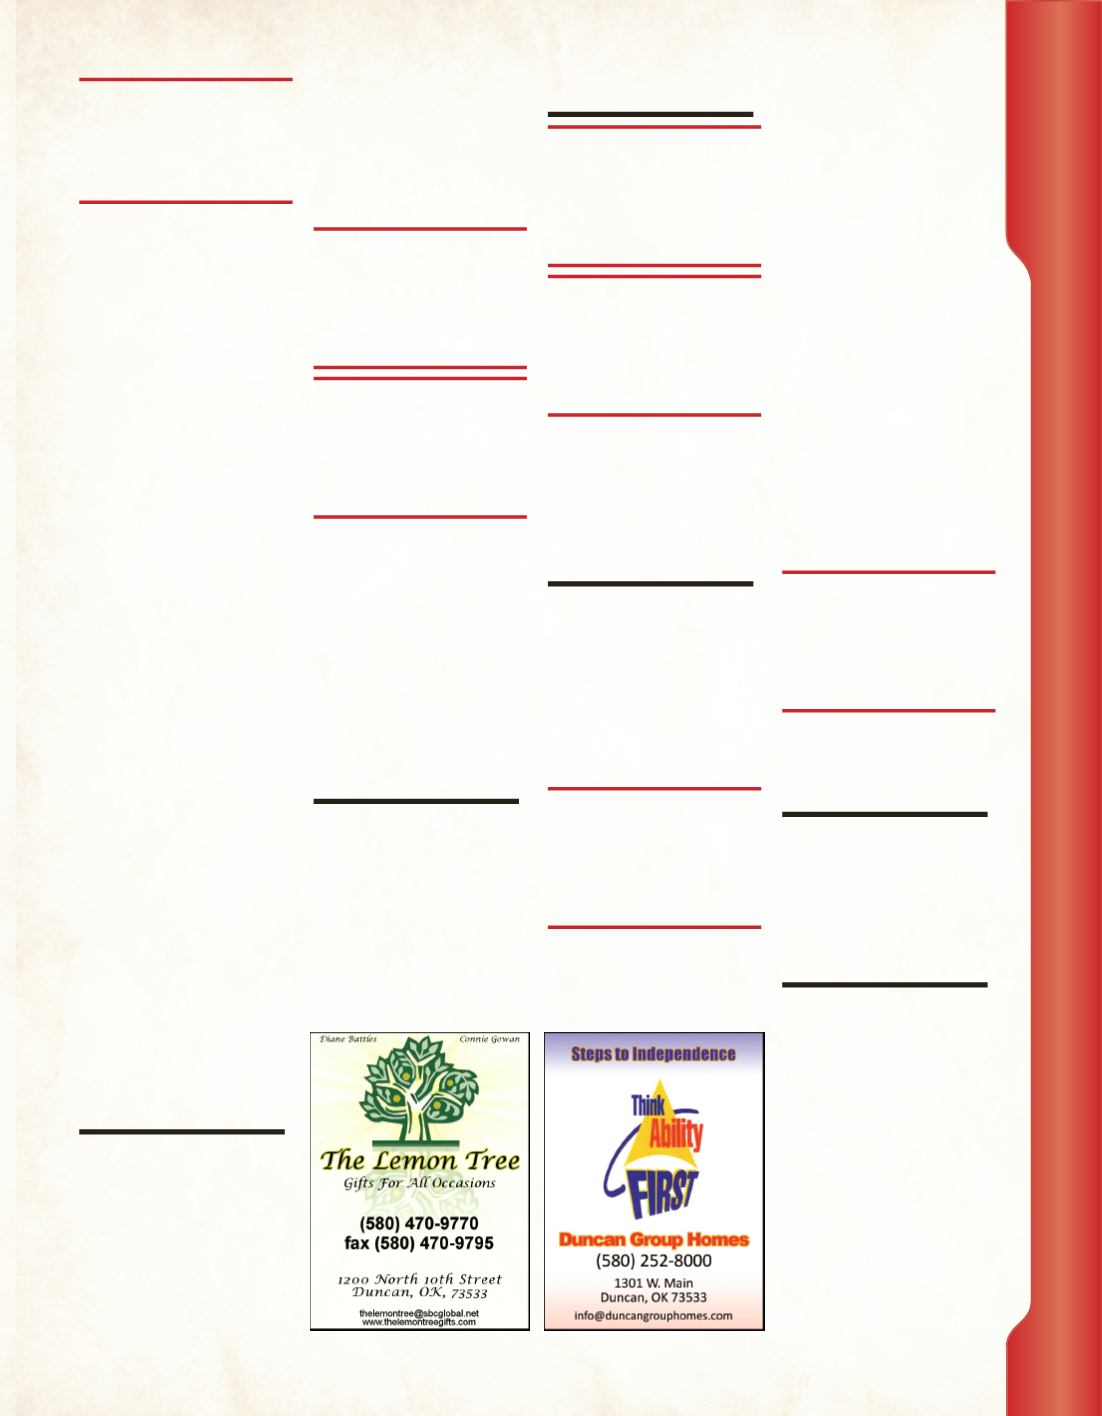 Diane Battles Connie Gowan
The Lemon Tree
Gifts For All Occasions
(580) 470-9770
fax (580) 470-9795
1200 North 10th Street
Duncan, OK, 73533
thelemontree@sbcglobal.net
www.thelemontreegifts.com
Steps to Independence
Think
Ability
FIRST
Duncan Group Homes
(580) 252-8000
1301 W. Main
Duncan, OK 73533
info@duncangrouphomes.com